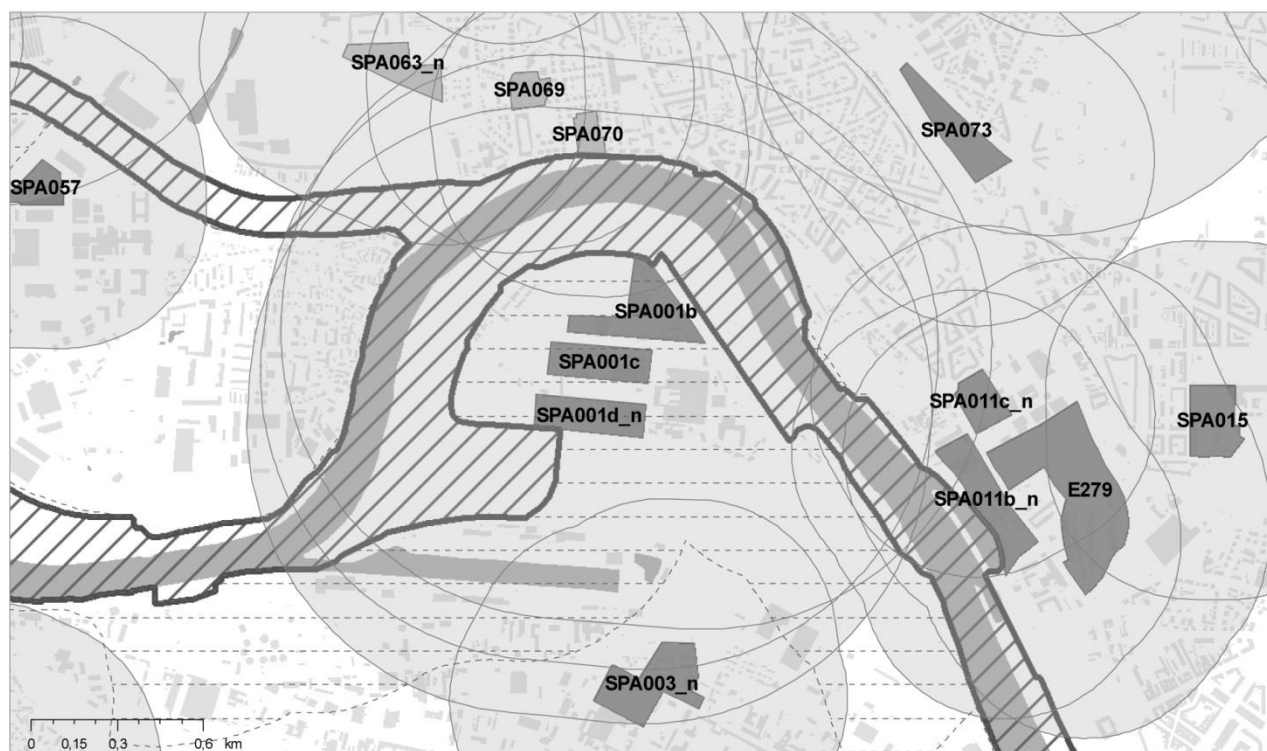 SPA063_n
SPA069
SPA070
SPA073
SPA057
SPA001b
SPA001c
SPA001d_n
SPA011c_n
SPA015
SPA011b_n
E279
SPA003_n
0 0,15 0,3 0,6 km